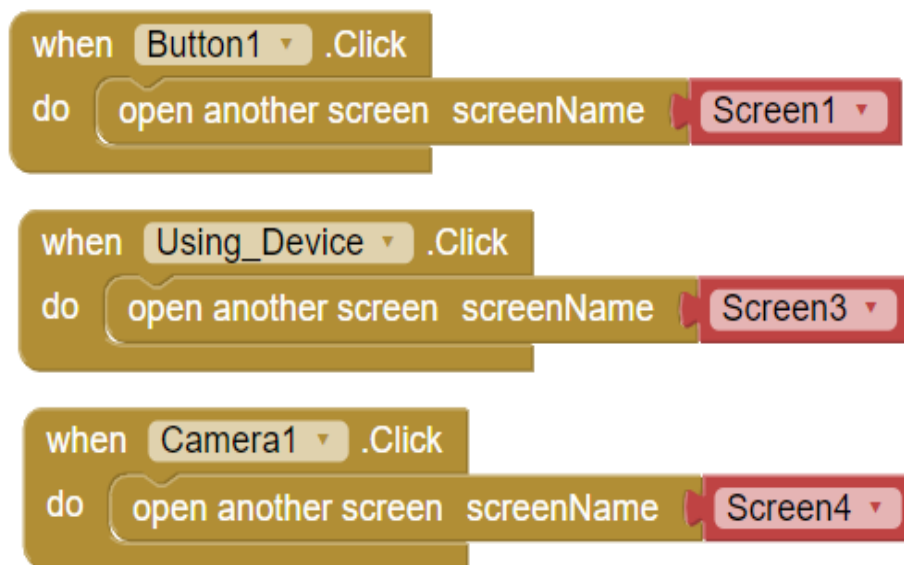 when Button1 .Click
do open another screen screenName Screen1
when Using_Device .Click
do open another screen screenName Screen3
when Camera1 .Click
do open another screen screenName Screen4